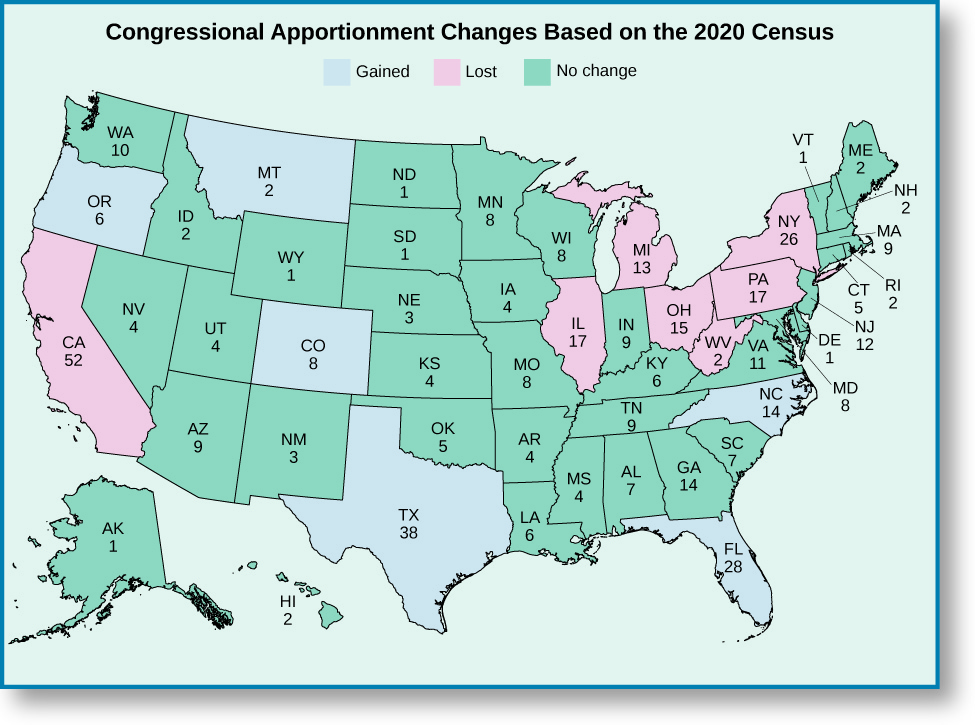 Congressional Apportionment Changes Based on the 2020 Census
Gained
Lost
No change
WA
10
OR
6
CA
52
ID
2
NV
4
MT
2
WY
1
UT
4
CO
8
AZ
9
NM
3
ND
1
SD
1
NE
3
KS
4
OK
5
TX
38
MN
8
IA
4
MO
8
AR
4
LA
6
WI
8
IL
17
MI
13
IN
9
OH
15
KY
6
TN
9
MS
4
AL
7
GA
14
FL
28
SC
7
NC
14
VA
11
WV
2
PA
17
NY
26
VT
1
ME
2
NH
2
MA
9
RI
2
CT
5
NJ
12
DE
1
MD
8
AK
1
HI
2